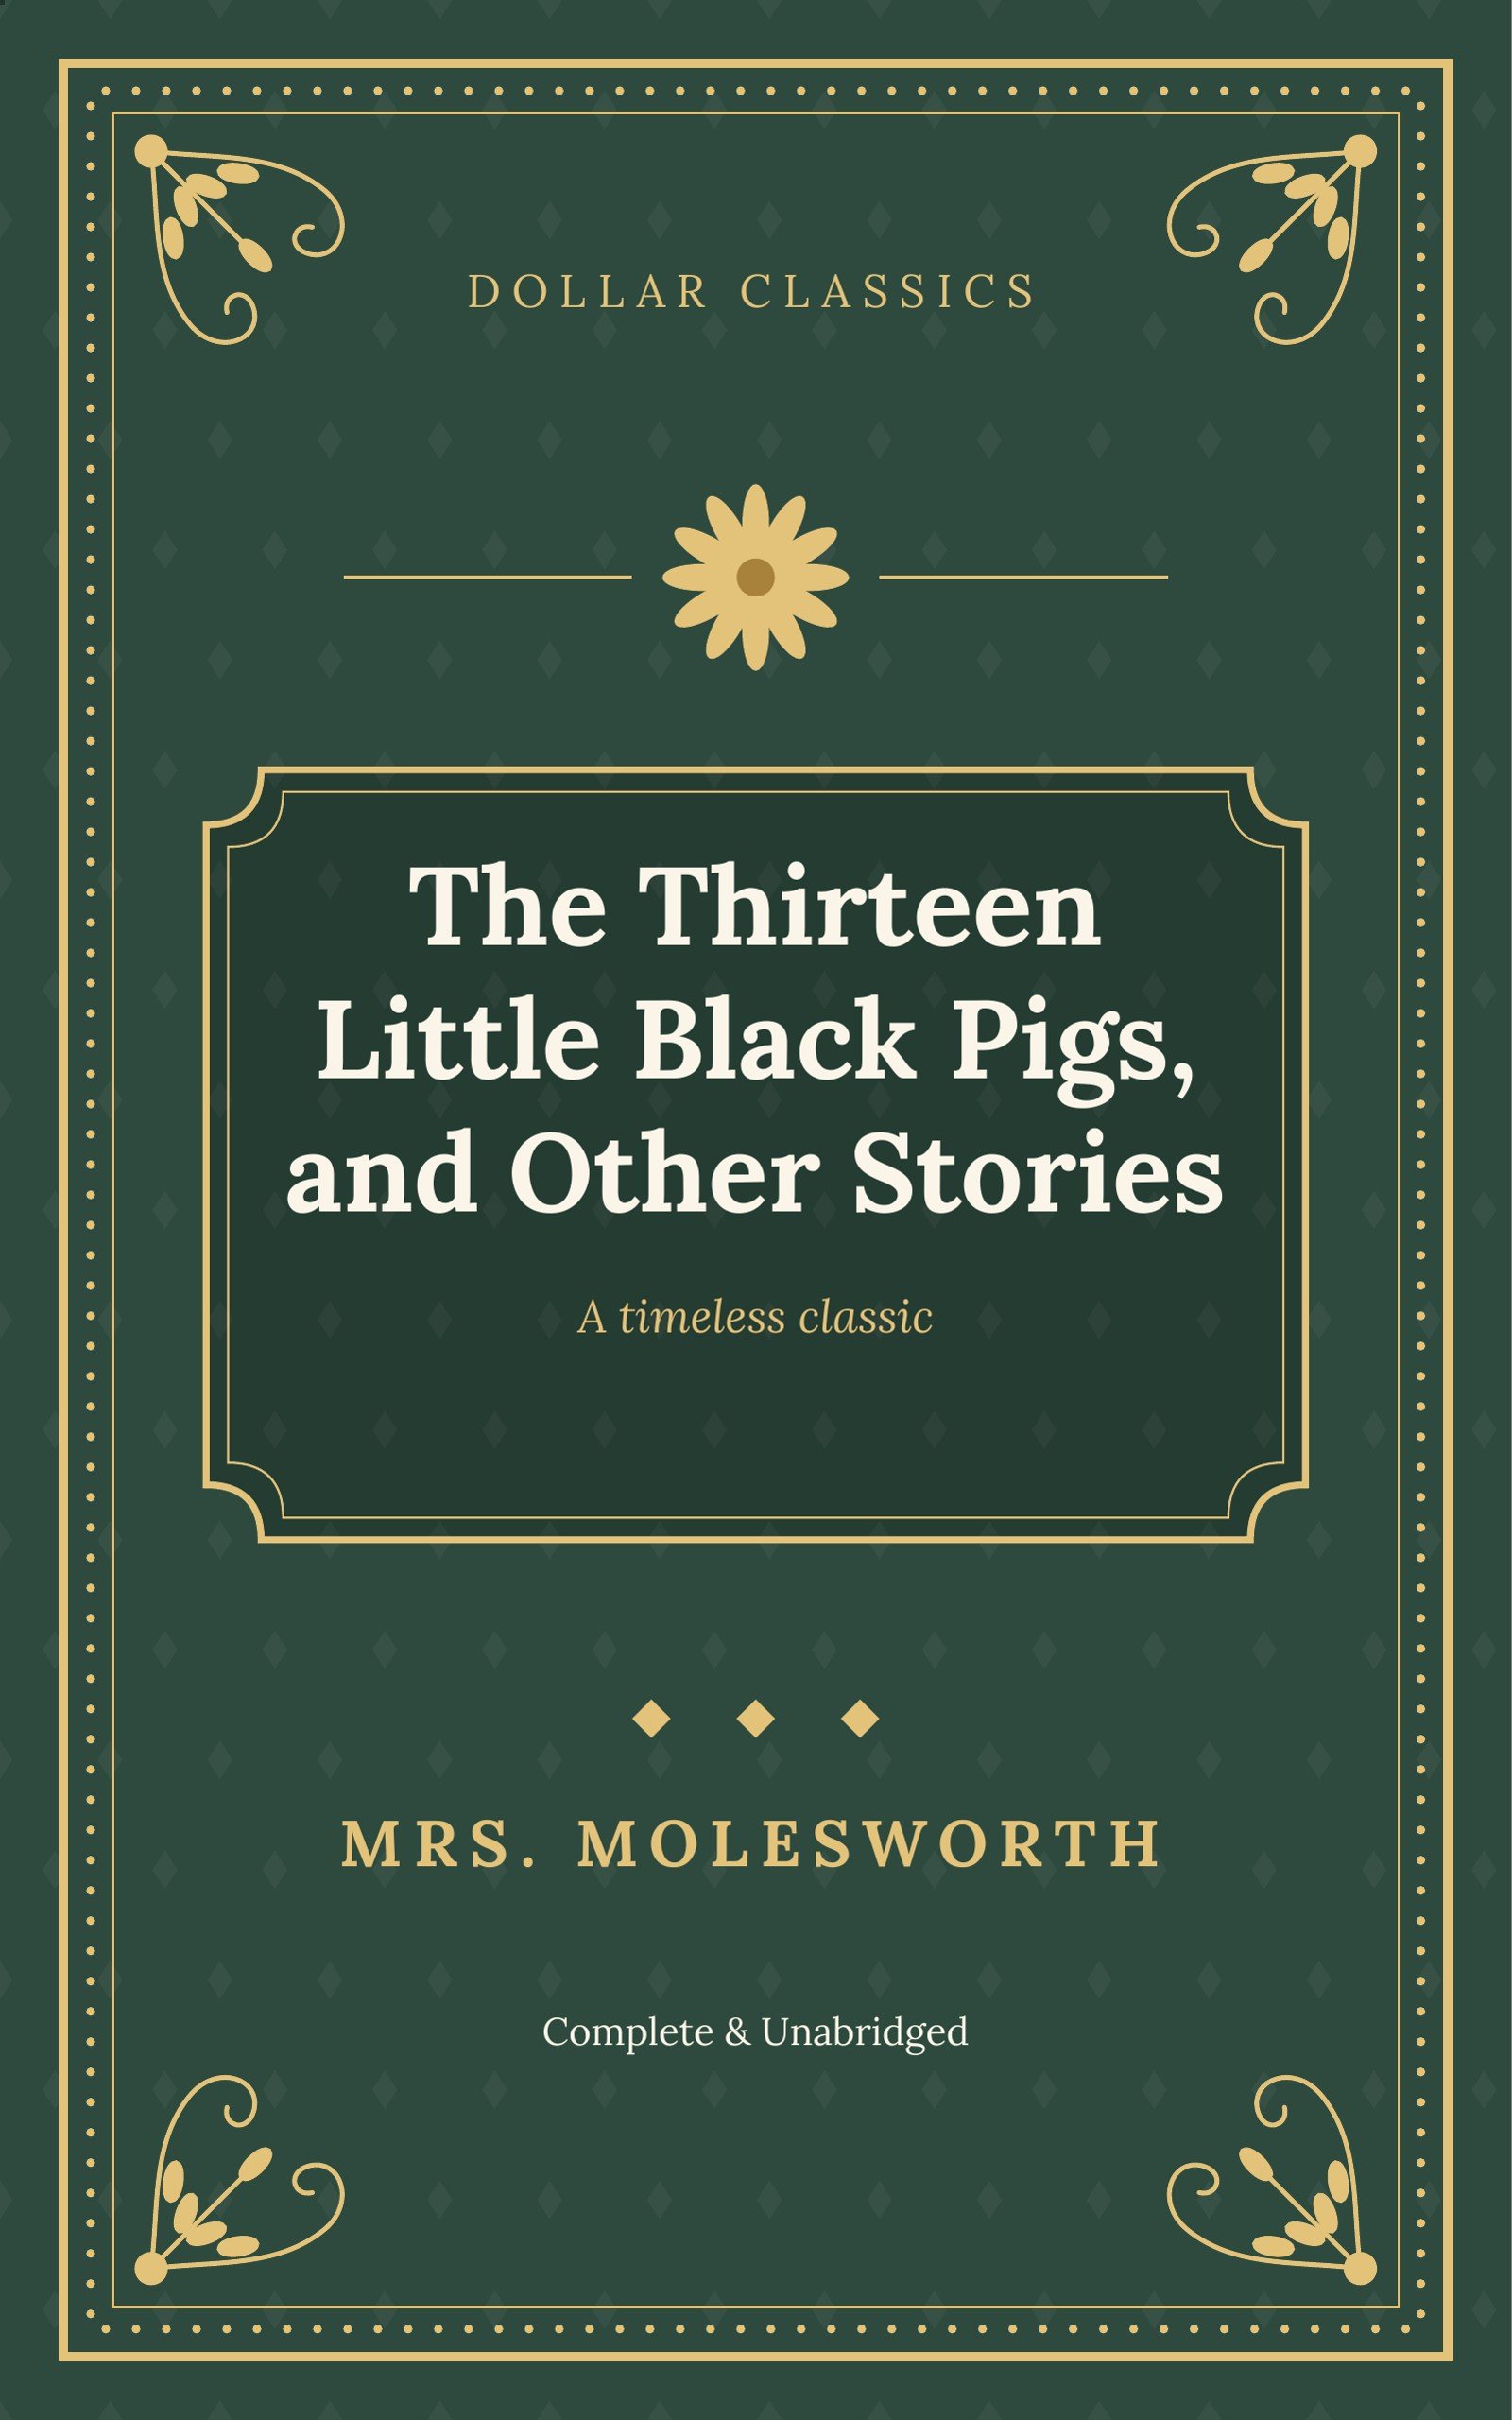 DOLLAR CLASSICS
The Thirteen
Little Black Pigs,
and Other Stories
A timeless classic
MRS. MOLESWORTH
Complete & Unabridged